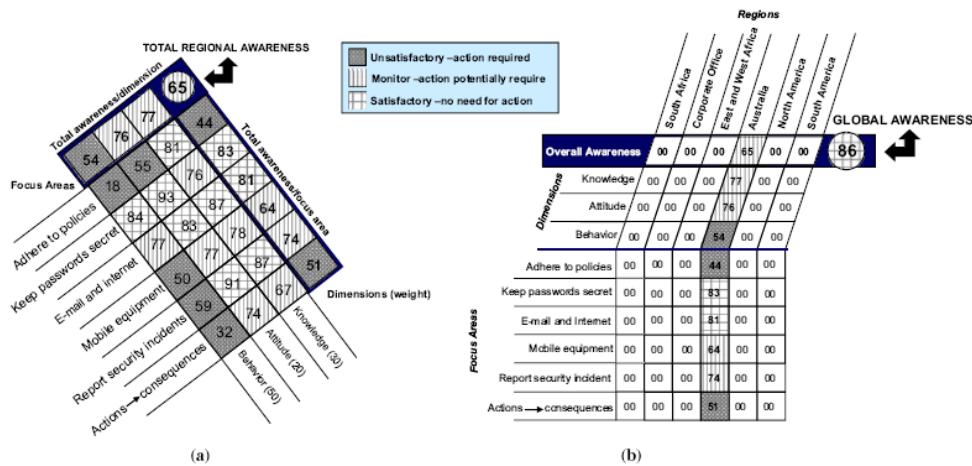 (a)
TOTAL REGIONAL AWARENESS
Total awareness/dimension
54 76 77 65
Total awareness/focus area
Focus Areas
Adhere to policies 18 55 81 44
Keep passwords secret 84 93 76 83
E-mail and internet 77 83 87 81
Mobile equipment 50 77 78 64
Report security incidents 59 91 87 74
Actions → consequences 32 74 67 51
Behavior (50)
Attitude (20)
Knowledge (30)
Dimensions (weight)
(a)
Unsatisfactory –action required
Monitor –action potentially require
Satisfactory –no need for action
Regions
South Africa
Corporate Office
East and West Africa
Australia
North America
South America
GLOBAL AWARENESS
Overall Awareness 00 00 00 65 00 00 86
Dimensions
Knowledge 00 00 00 77 00 00
Attitude 00 00 00 76 00 00
Behavior 00 00 00 54 00 00
Focus Areas
Adhere to policies 00 00 00 44 00 00
Keep passwords secret 00 00 00 83 00 00
E-mail and Internet 00 00 00 81 00 00
Mobile equipment 00 00 00 64 00 00
Report security incident 00 00 00 74 00 00
Actions → consequences 00 00 00 51 00 00
(b)